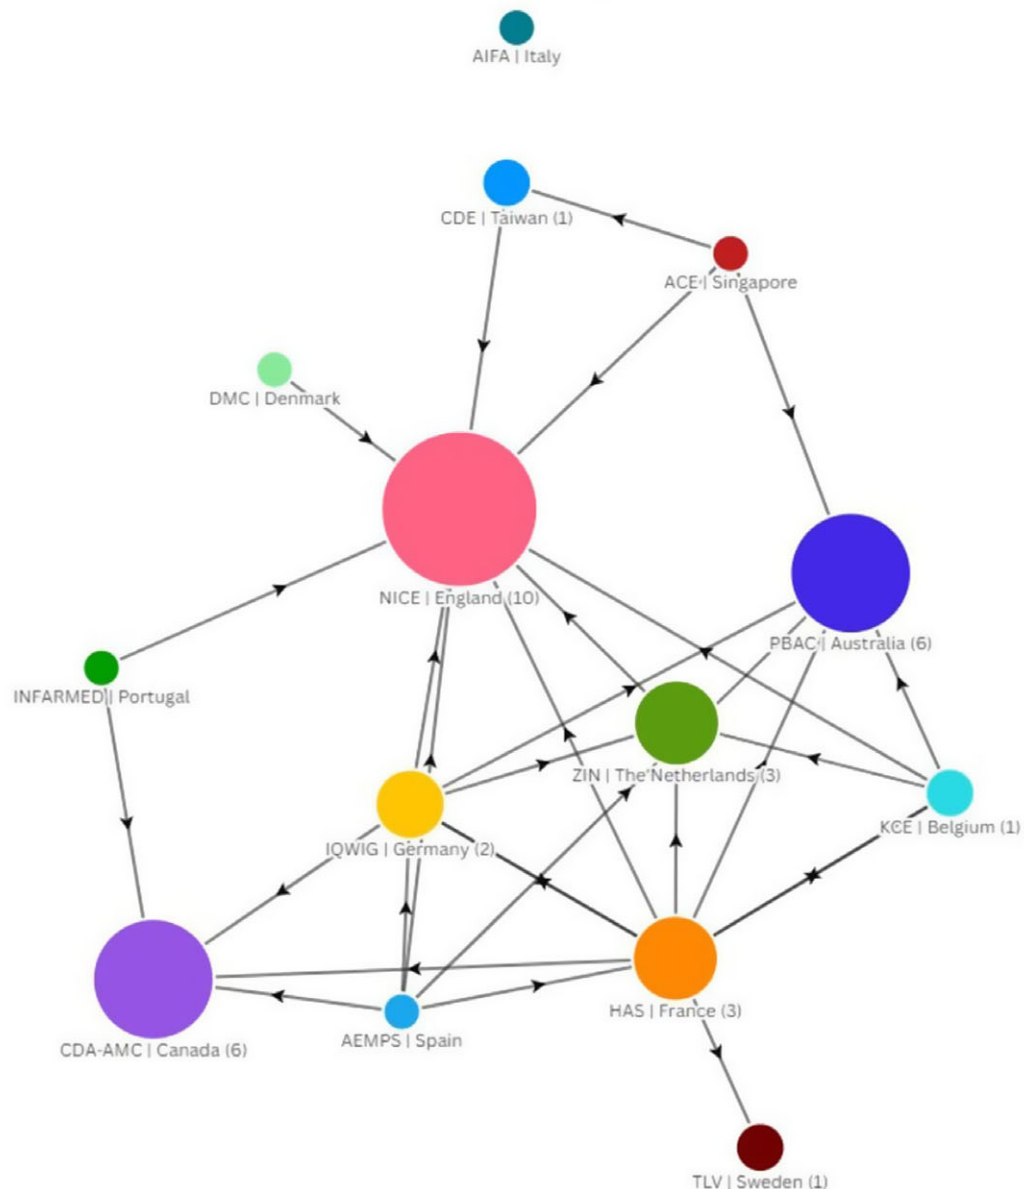 AIFA | Italy
CDE | Taiwan (1)
ACE | Singapore
DMC | Denmark
NICE | England (10)
PBAC | Australia (6)
INFARMED | Portugal
ZIN | The Netherlands (3)
KCE | Belgium (1)
IQWIG | Germany (2)
HAS | France (3)
AEMPS | Spain
CDA-AMC | Canada (6)
TLV | Sweden (1)